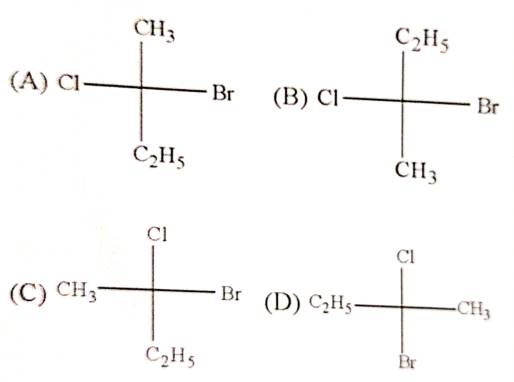 CH₃
(A) Cl Br
C₂H₅
C₂H₅
(B) Cl Br
CH₃
Cl
(C) CH₃ Br
C₂H₅
Cl
(D) C₂H₅ CH₃
Br